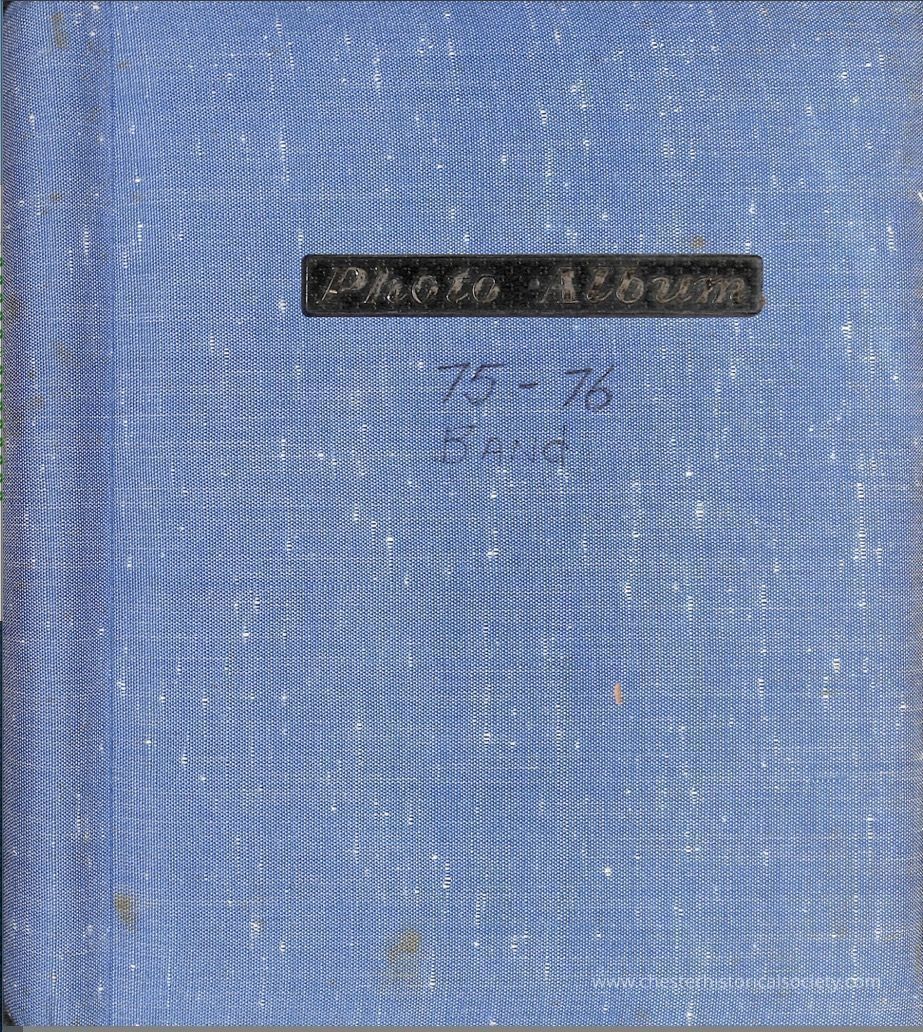 Photo Album
75 - 76
BANd
www.chesterhistoricalsociety.com